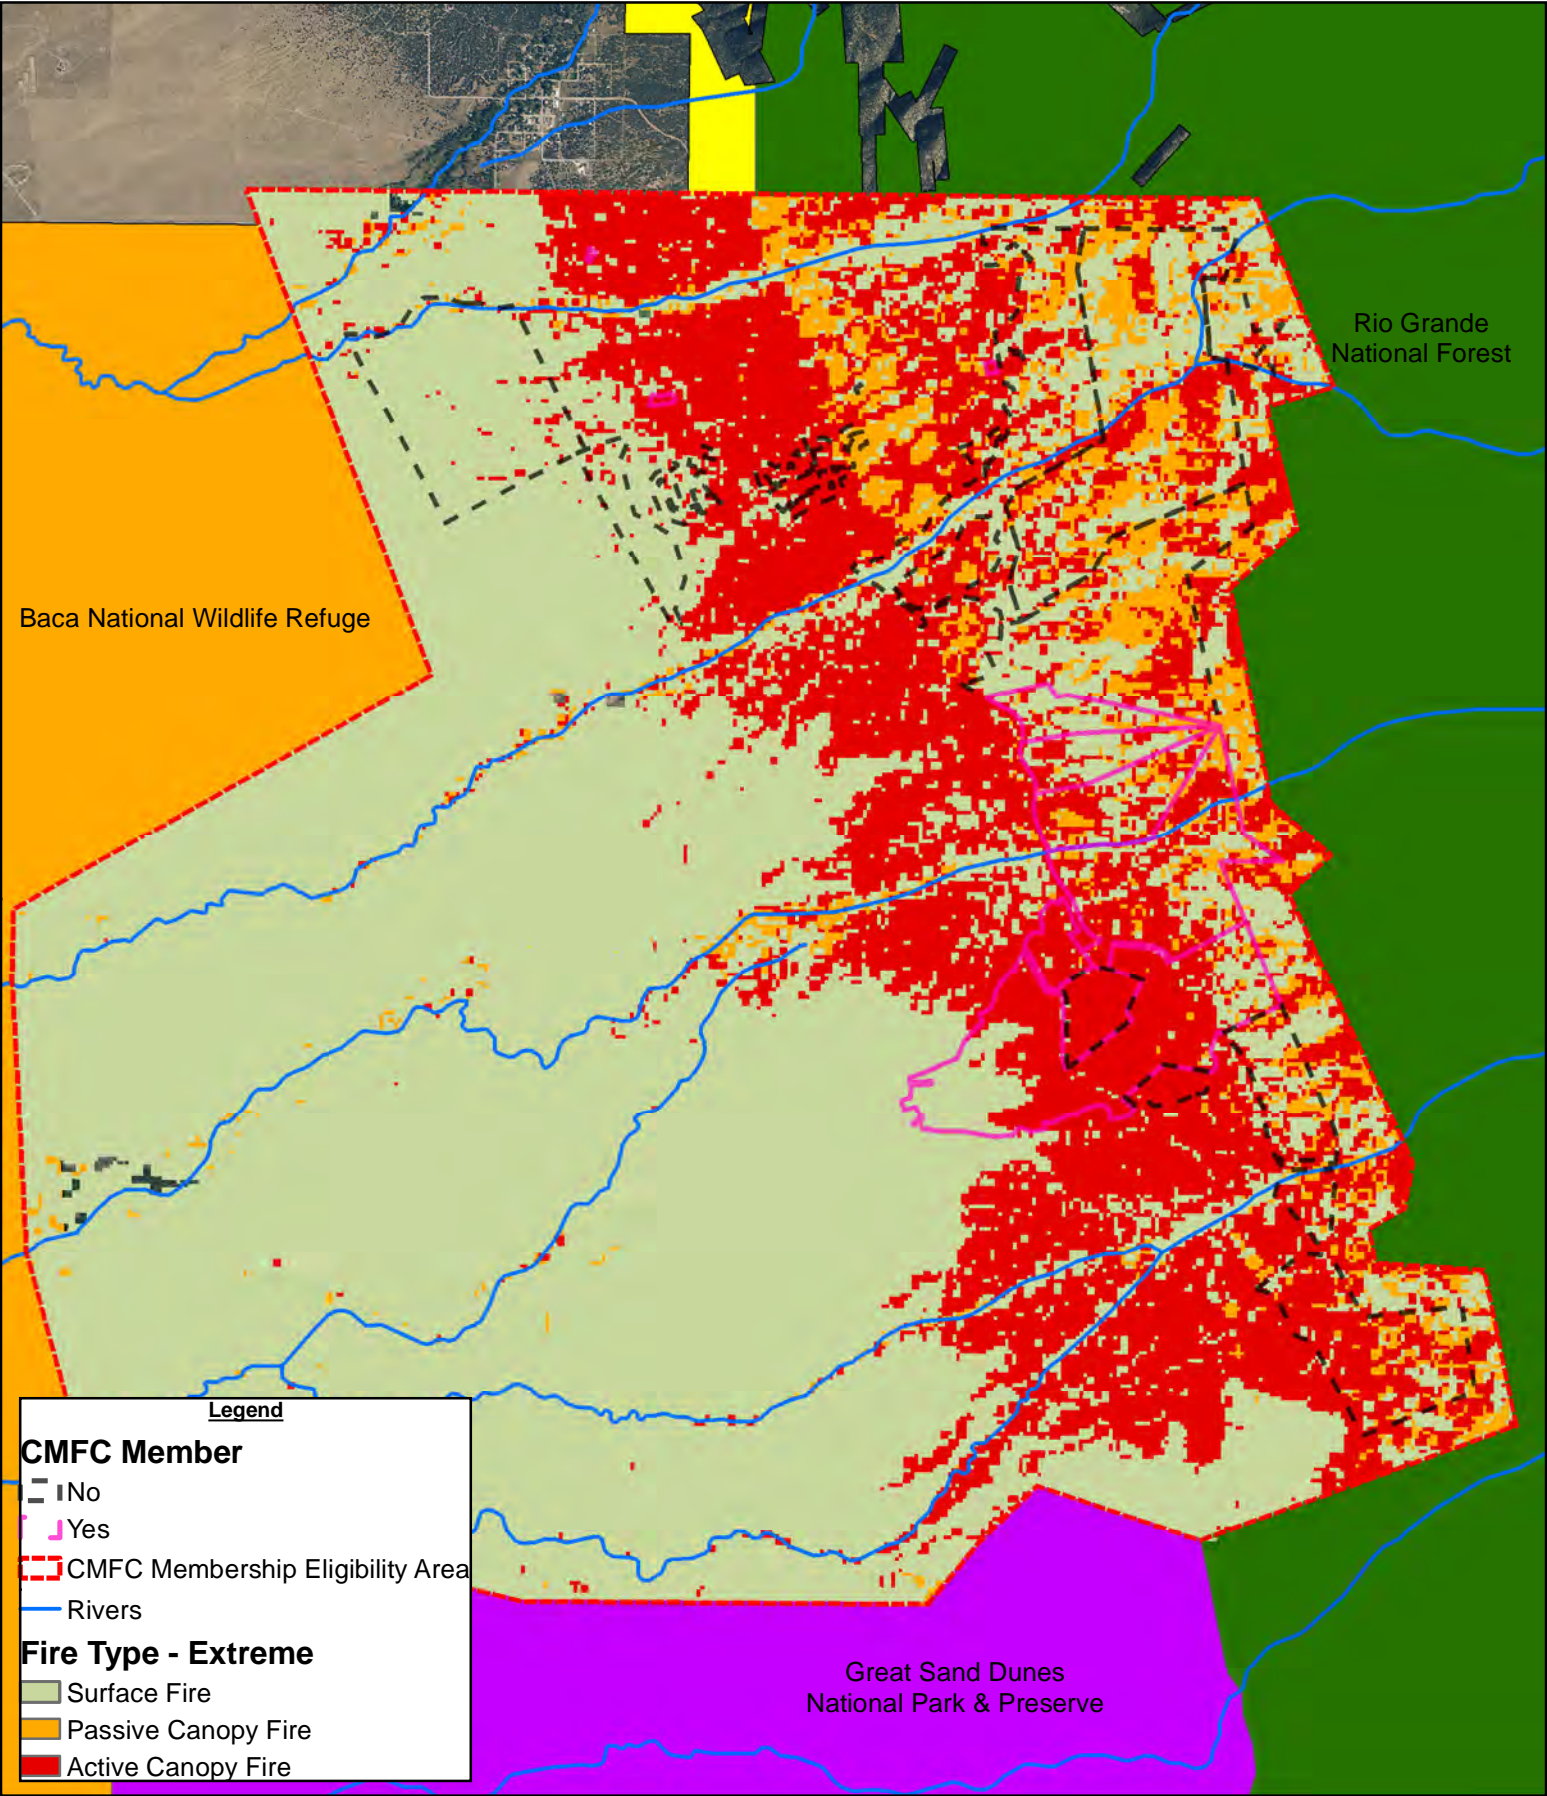 Rio Grande
National Forest
Baca National Wildlife Refuge
Legend
CMFC Member
No
Yes
CMFC Membership Eligibility Area
Rivers
Fire Type - Extreme
Surface Fire
Passive Canopy Fire
Active Canopy Fire
Great Sand Dunes
National Park & Preserve